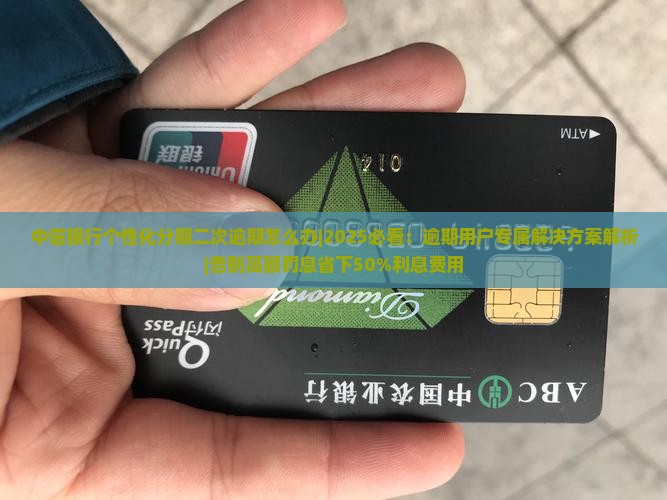 ◀ATM
014
银联
UnionPay
中信银行个性化分期二次逾期怎么办|2025必看：逾期用户专属解决方案解析
|告别高额罚息省下50%利息费用
Diamond
Quick
闪付Pass
ABC 中国农业银行